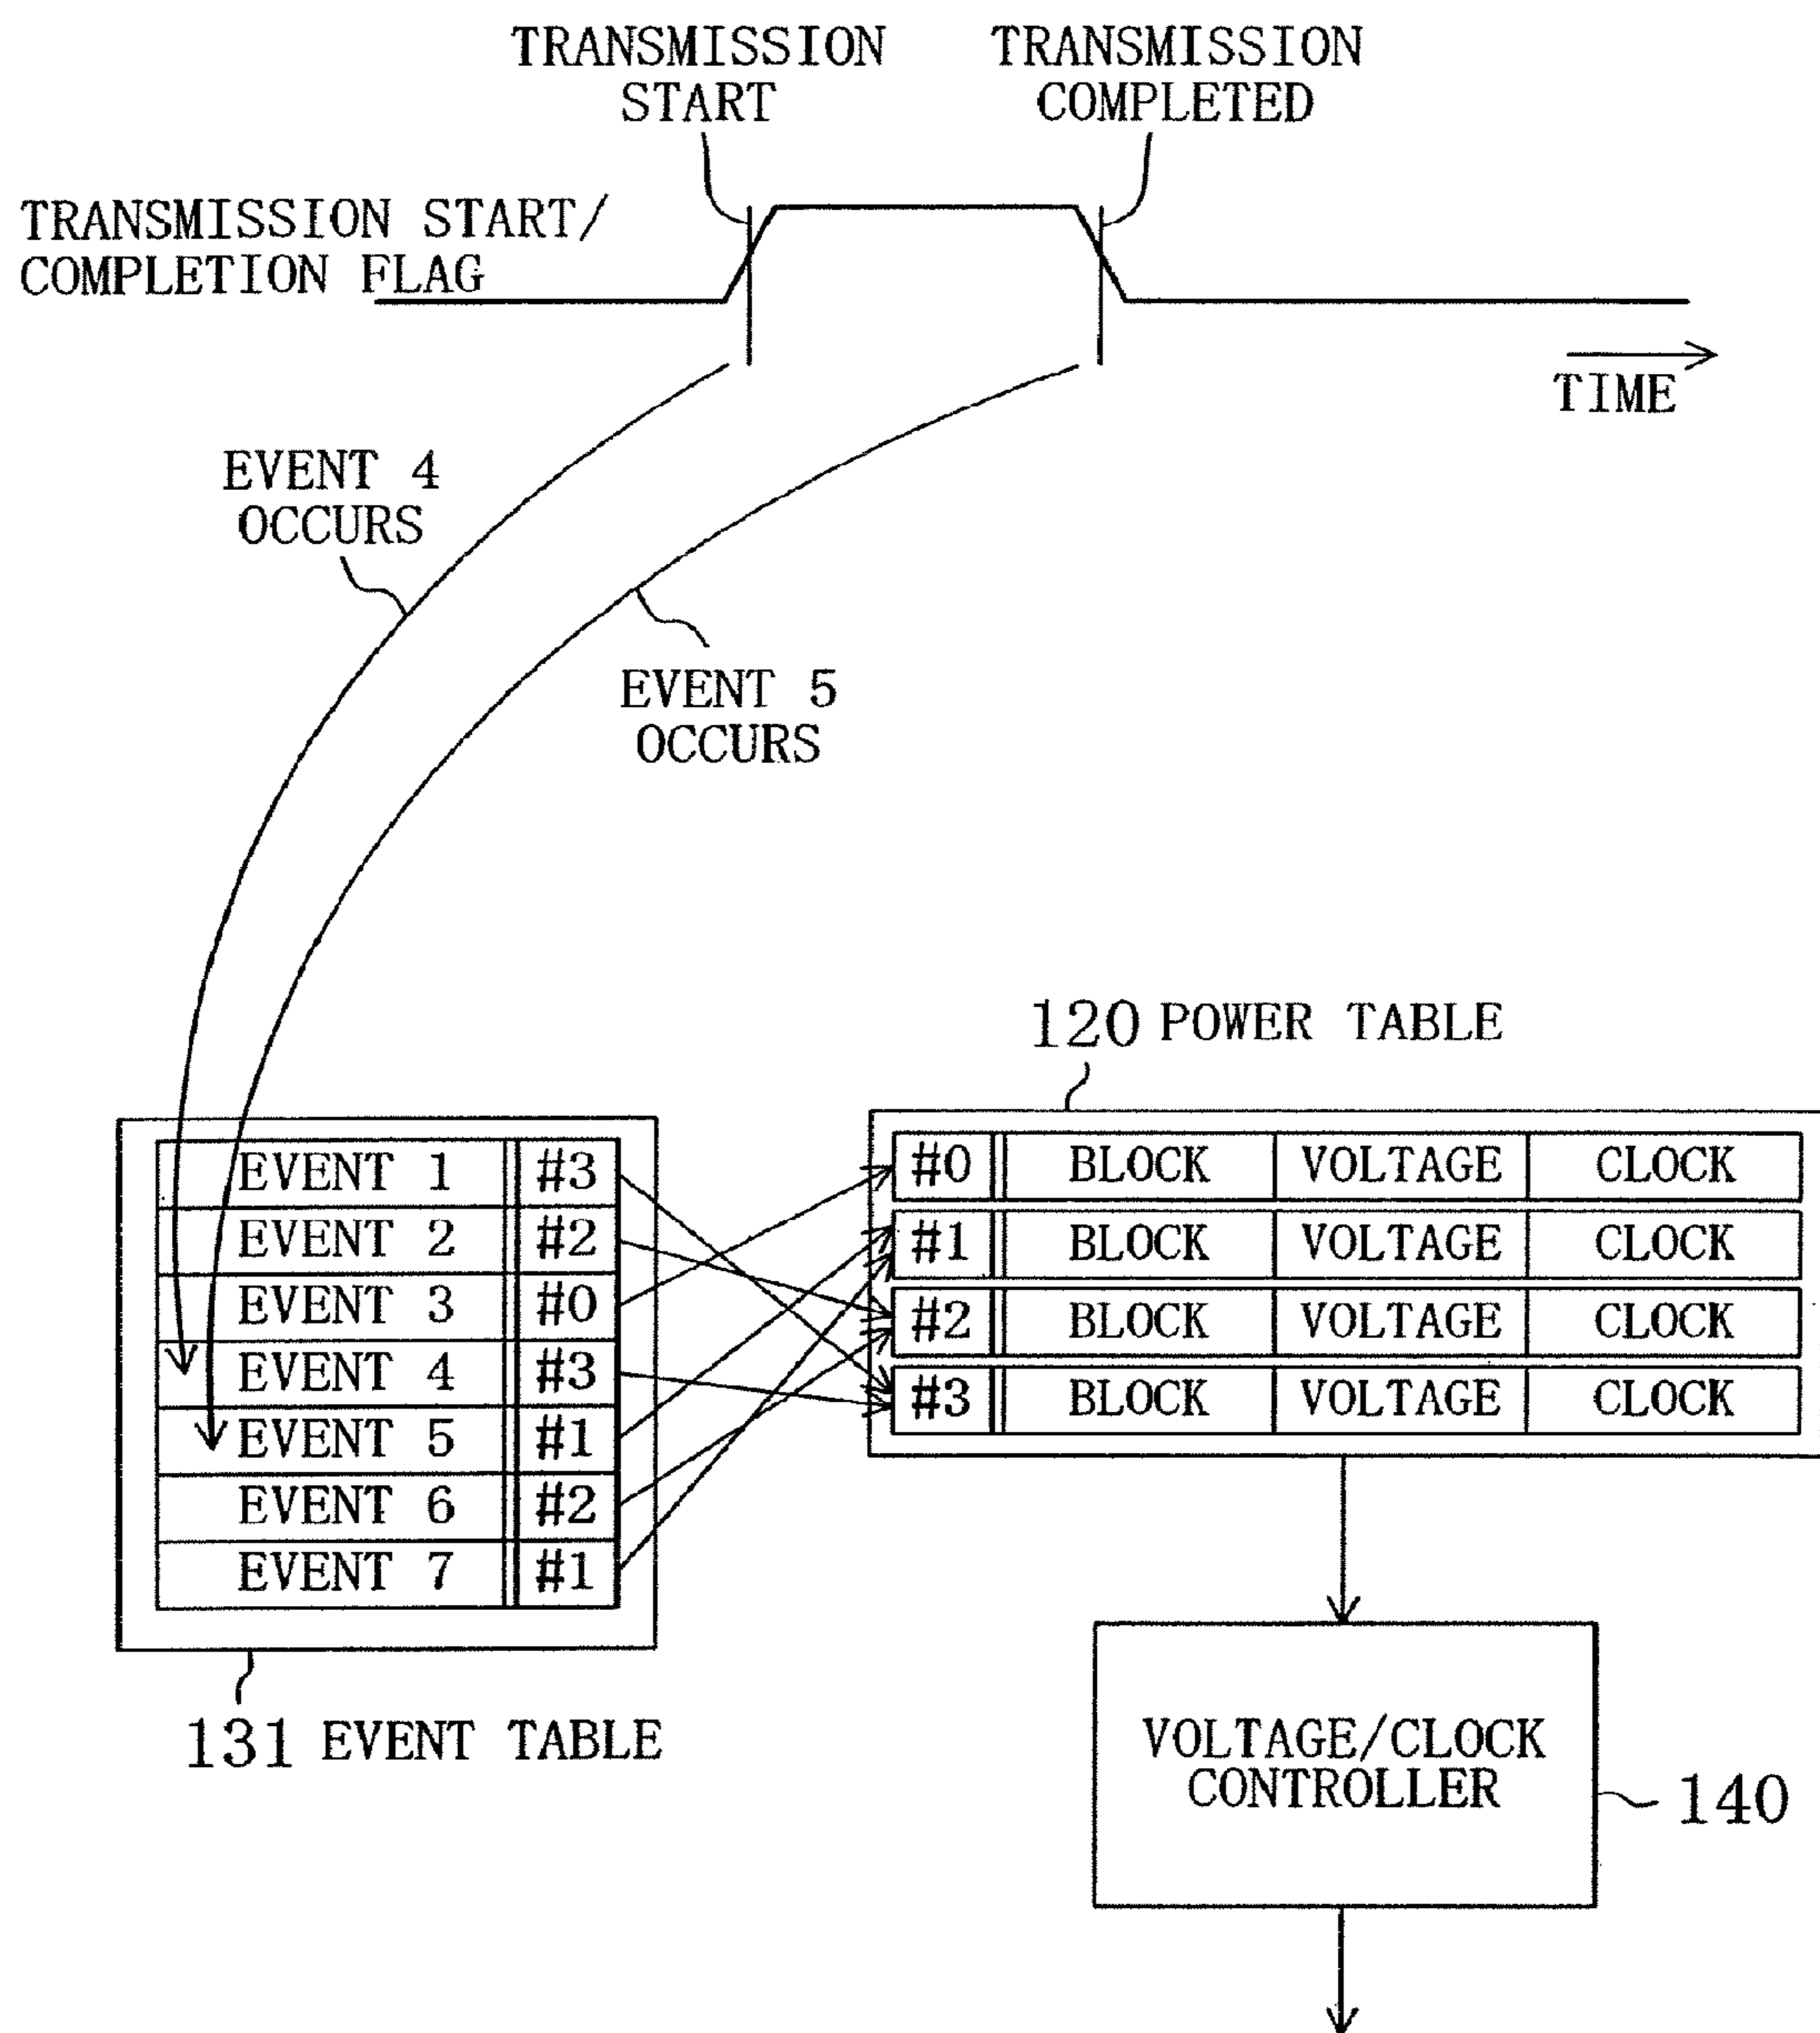 TRANSMISSION
START
TRANSMISSION
COMPLETED
TRANSMISSION START/
COMPLETION FLAG
TIME
EVENT 4
OCCURS
EVENT 5
OCCURS
120 POWER TABLE
EVENT 1 #3
EVENT 2 #2
EVENT 3 #0
EVENT 4 #3
EVENT 5 #1
EVENT 6 #2
EVENT 7 #1
#0 BLOCK VOLTAGE CLOCK
#1 BLOCK VOLTAGE CLOCK
#2 BLOCK VOLTAGE CLOCK
#3 BLOCK VOLTAGE CLOCK
131 EVENT TABLE
VOLTAGE/CLOCK
CONTROLLER
140